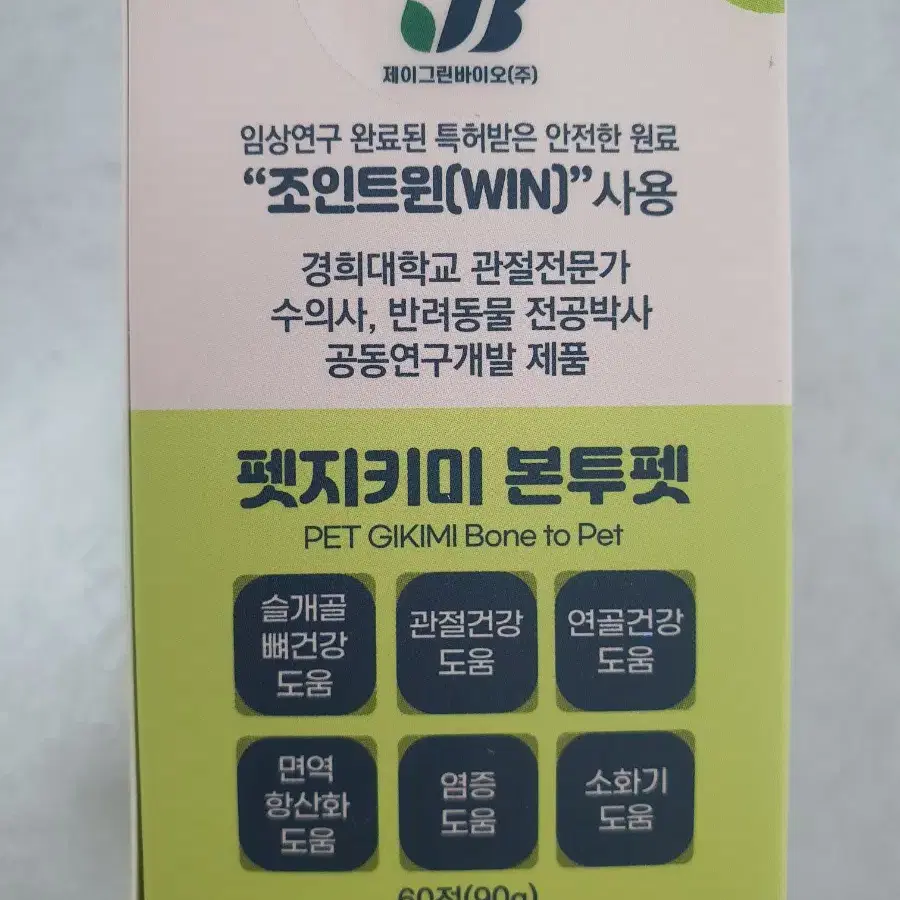 제이그린바이오(주)
임상연구 완료된 특허받은 안전한 원료
“조인트윈(WIN)”사용
경희대학교 관절전문가
수의사, 반려동물 전공박사
공동연구개발 제품
펫지키미 본투펫
PET GIKIMI Bone to Pet
슬개골
뼈건강
도움
관절건강
도움
연골건강
도움
면역
항산화
도움
염증
도움
소화기
도움
60정(90g)